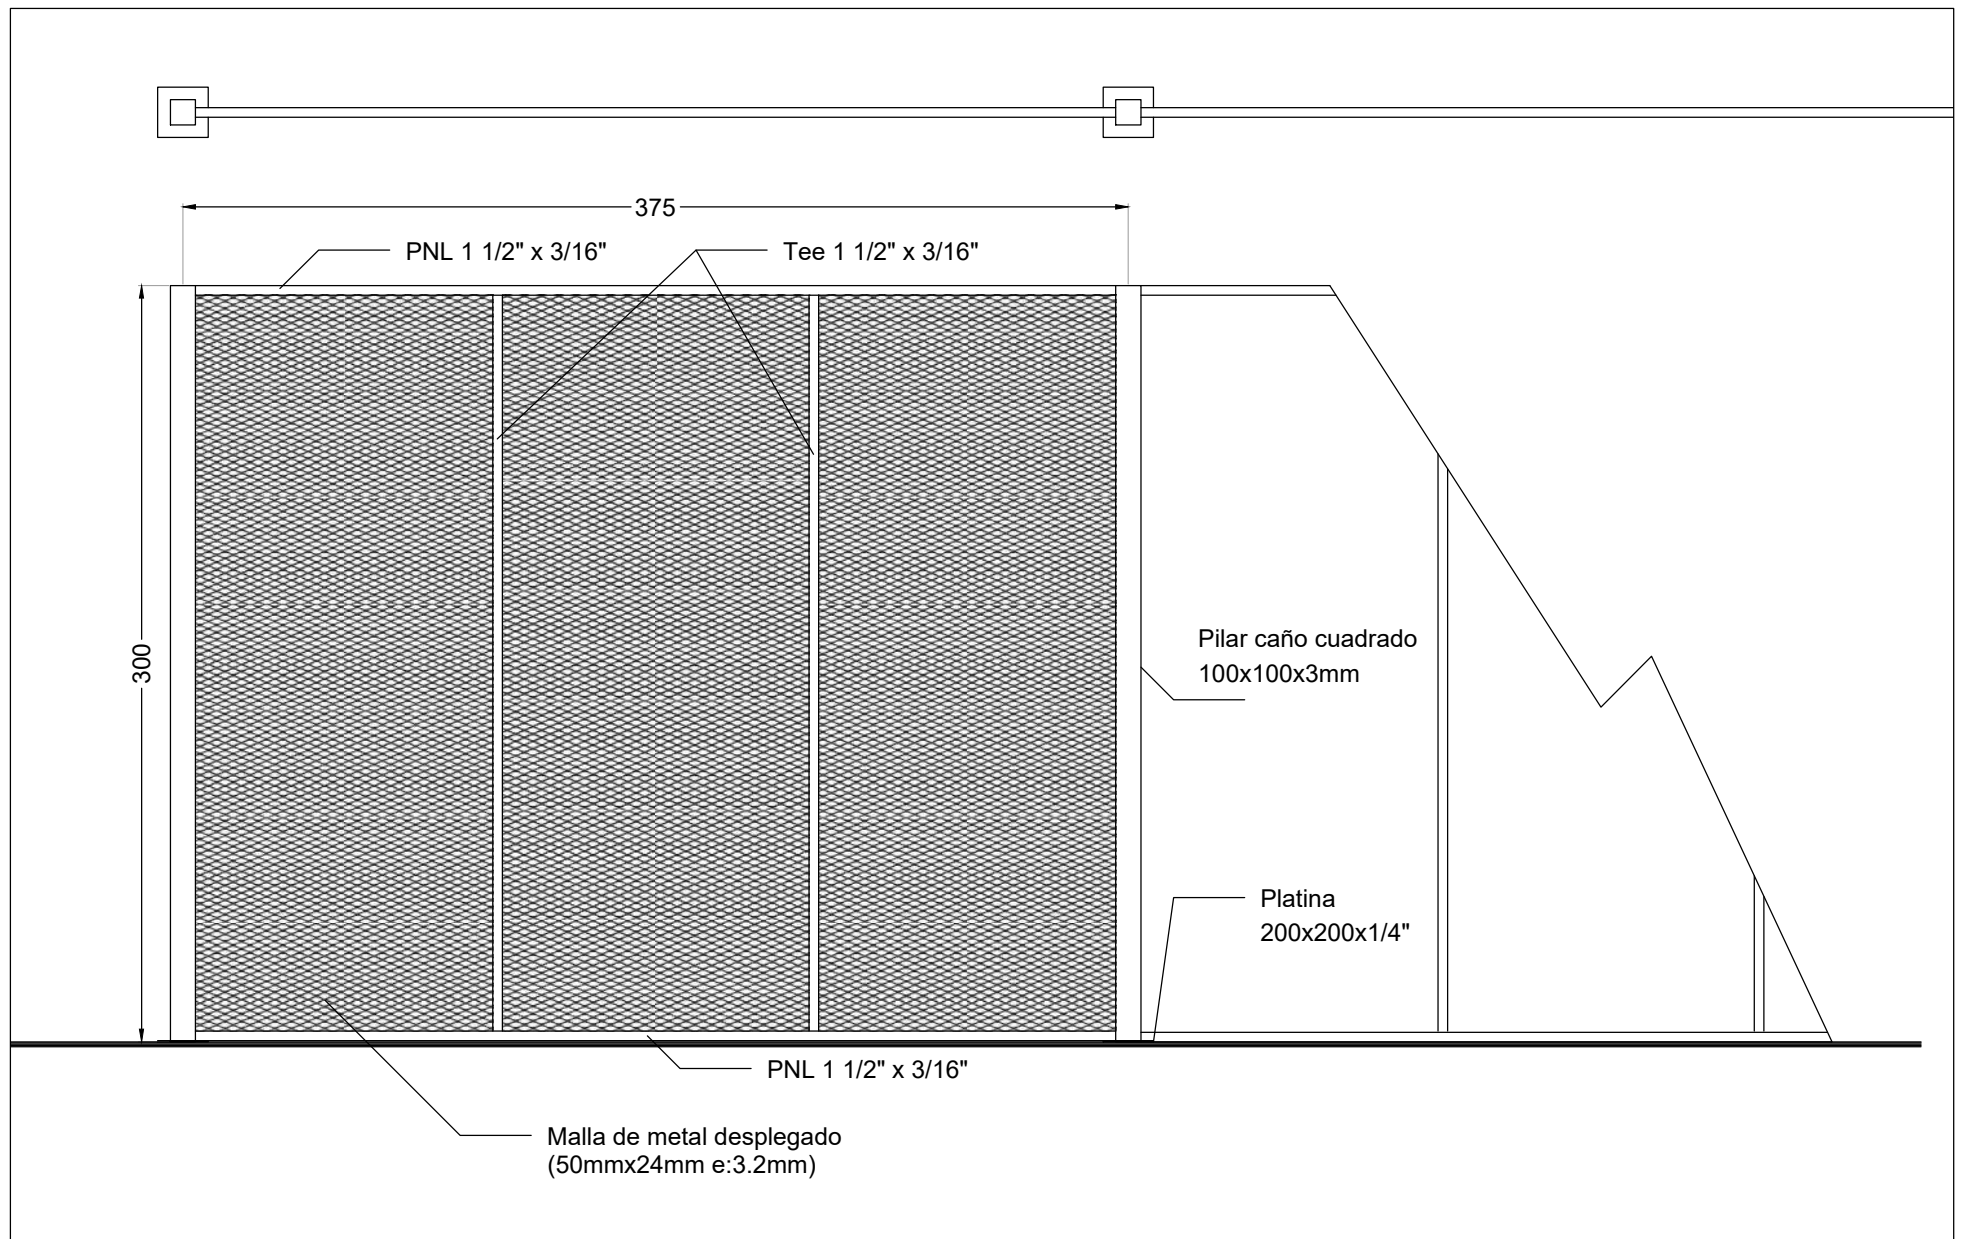 375
PNL 1 1/2" x 3/16"
Tee 1 1/2" x 3/16"
300
Pilar caño cuadrado
100x100x3mm
Platina
200x200x1/4"
PNL 1 1/2" x 3/16"
Malla de metal desplegado
(50mmx24mm e:3.2mm)